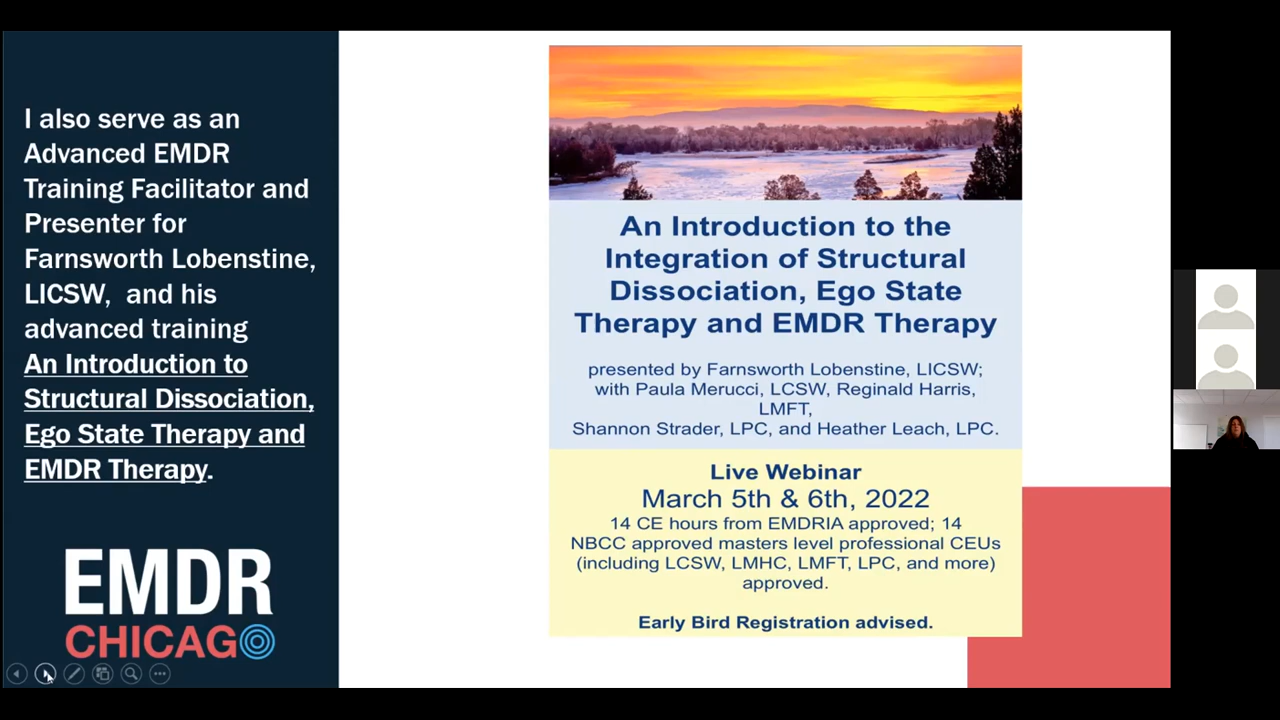 I also serve as an
Advanced EMDR
Training Facilitator and
Presenter for
Farnsworth Lobenstine,
LICSW, and his
advanced training
An Introduction to
Structural Dissociation,
Ego State Therapy and
EMDR Therapy.
EMDR
CHICAGO
An Introduction to the
Integration of Structural
Dissociation, Ego State
Therapy and EMDR Therapy
presented by Farnsworth Lobenstine, LICSW;
with Paula Merucci, LCSW, Reginald Harris,
LMFT,
Shannon Strader, LPC, and Heather Leach, LPC.
Live Webinar
March 5th & 6th, 2022
14 CE hours from EMDRIA approved; 14
NBCC approved masters level professional CEUs
(including LCSW, LMHC, LMFT, LPC, and more)
approved.
Early Bird Registration advised.